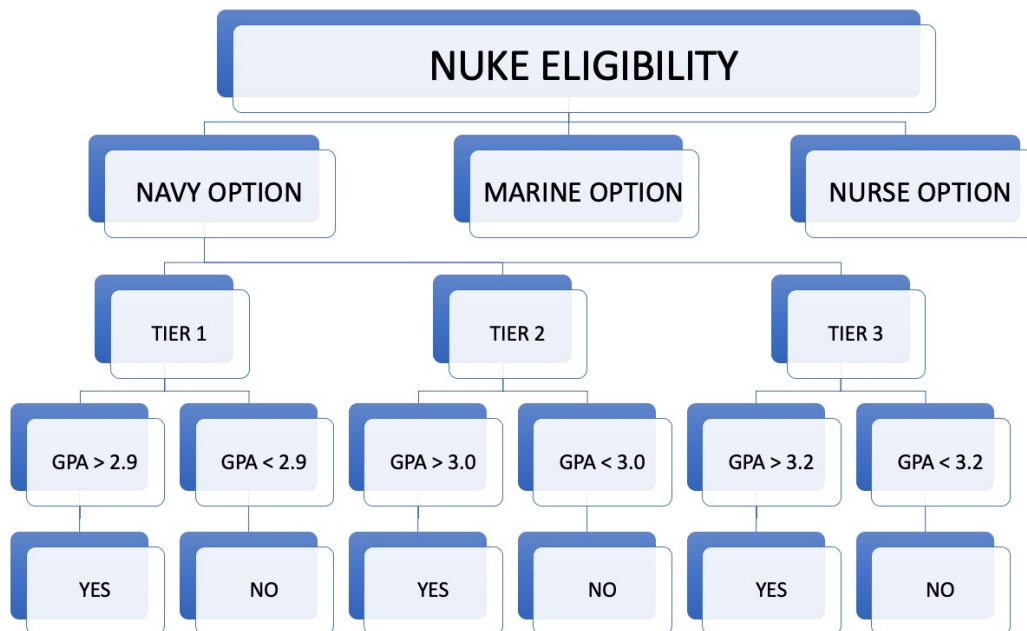 NUKE ELIGIBILITY
NAVY OPTION
MARINE OPTION
NURSE OPTION
TIER 1
TIER 2
TIER 3
GPA > 2.9
GPA < 2.9
GPA > 3.0
GPA < 3.0
GPA > 3.2
GPA < 3.2
YES
NO
YES
NO
YES
NO